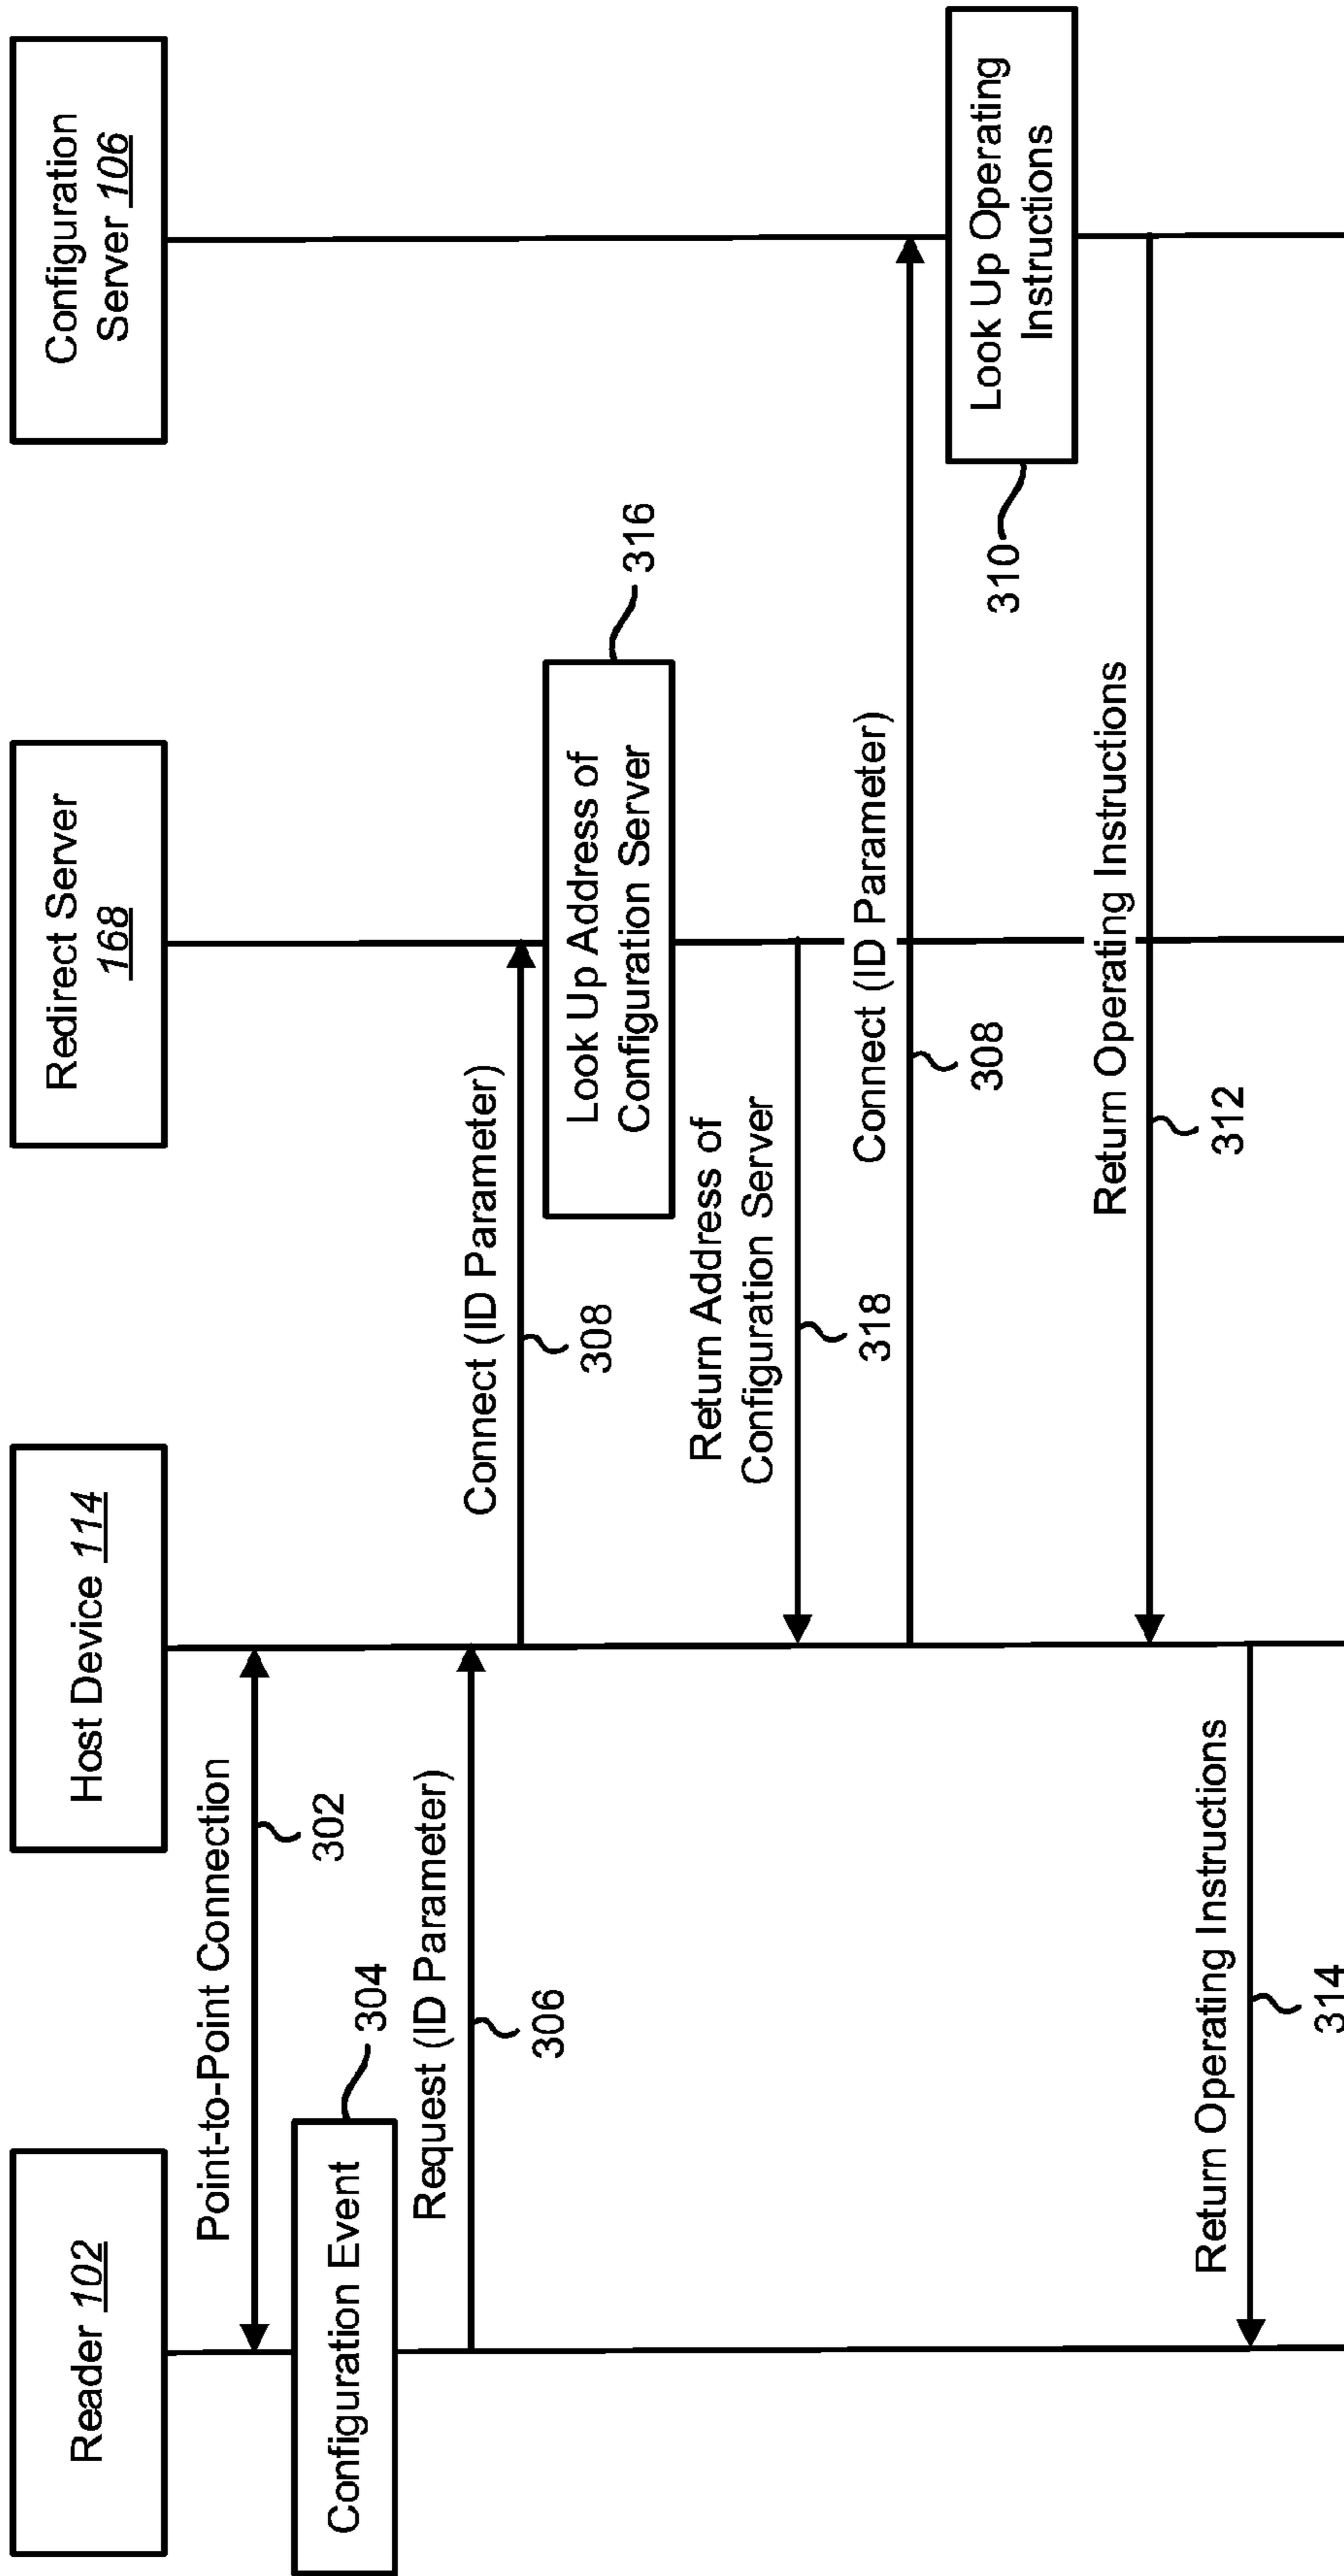 Reader 102
Host Device 114
Redirect Server
168
Configuration
Server 106
Point-to-Point Connection
302
Configuration Event
304
Request (ID Parameter)
306
Connect (ID Parameter)
308
Look Up Address of
Configuration Server
316
Return Address of
Configuration Server
318
Connect (ID Parameter)
308
Look Up Operating
Instructions
310
Return Operating Instructions
312
Return Operating Instructions
314